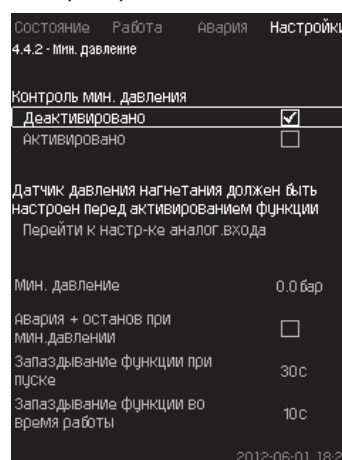 Состояние Работа Авария Настройки
4.4.2 - Мин. давление
Контроль мин. давления
Деактивировано
Активировано
Датчик давления нагнетания должен быть
настроен перед активированием функции
Перейти к настр-ке аналог.входа
Мин. давление 0.0 бар
Авария + останов при
мин.давлении
Запаздывание функции при
пуске 30с
Запаздывание функции во
время работы 10с
2012-06-01 18:2